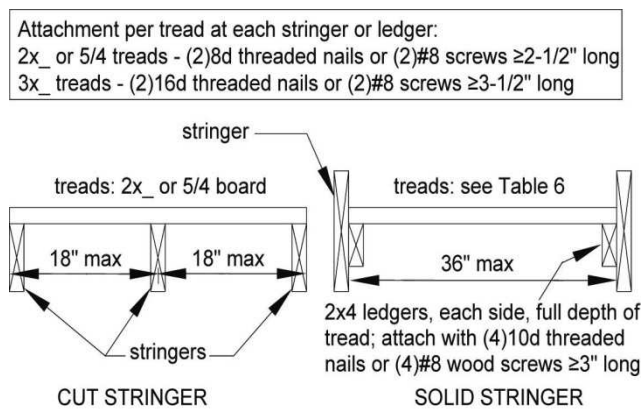 Attachment per tread at each stringer or ledger:
2x_ or 5/4 treads - (2)8d threaded nails or (2)#8 screws ≥2-1/2" long
3x_ treads - (2)16d threaded nails or (2)#8 screws ≥3-1/2" long
stringer
treads: 2x_ or 5/4 board
18" max
18" max
stringers
CUT STRINGER
treads: see Table 6
36" max
2x4 ledgers, each side, full depth of
tread; attach with (4)10d threaded
nails or (4)#8 wood screws ≥3" long
SOLID STRINGER